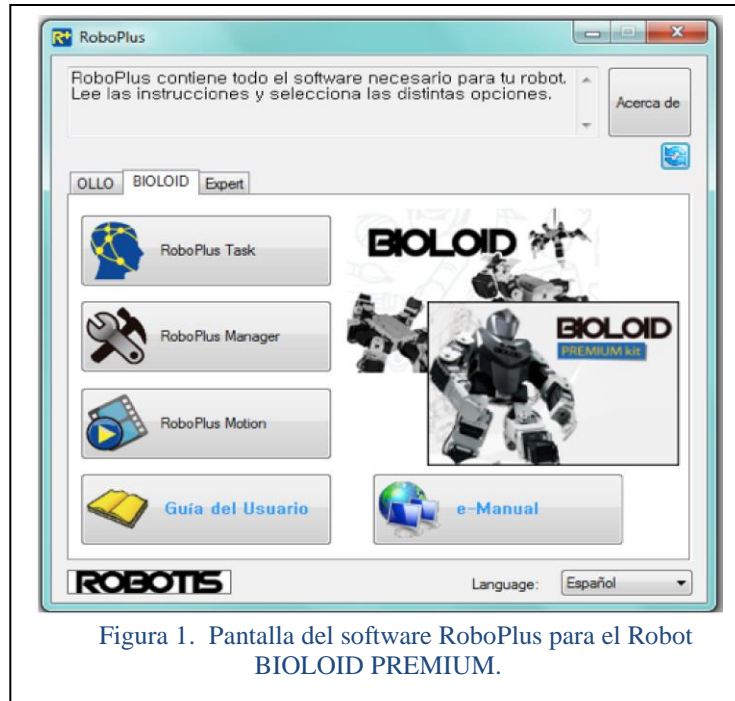 RoboPlus
RoboPlus contiene todo el software necesario para tu robot.
Lee las instrucciones y selecciona las distintas opciones.
Acerca de
OLLO BIOLOID Expert
RoboPlus Task
BIOLOID
RoboPlus Manager
BIOLOID
PREMIUM kit
RoboPlus Motion
Guía del Usuario
e-Manual
ROBOTIS
Language: Español
Figura 1. Pantalla del software RoboPlus para el Robot
BIOLOID PREMIUM.